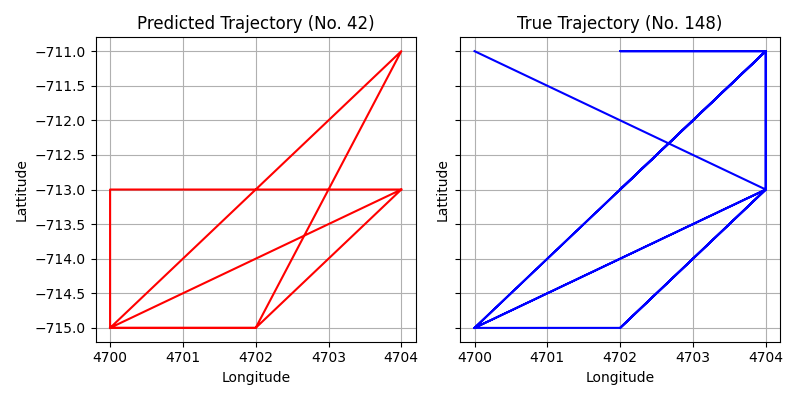 Predicted Trajectory (No. 42)
True Trajectory (No. 148)
−711.0
−711.5
−712.0
−712.5
−713.0
−713.5
−714.0
−714.5
−715.0
Lattitude
Lattitude
4700 4701 4702 4703 4704
4700 4701 4702 4703 4704
Longitude
Longitude